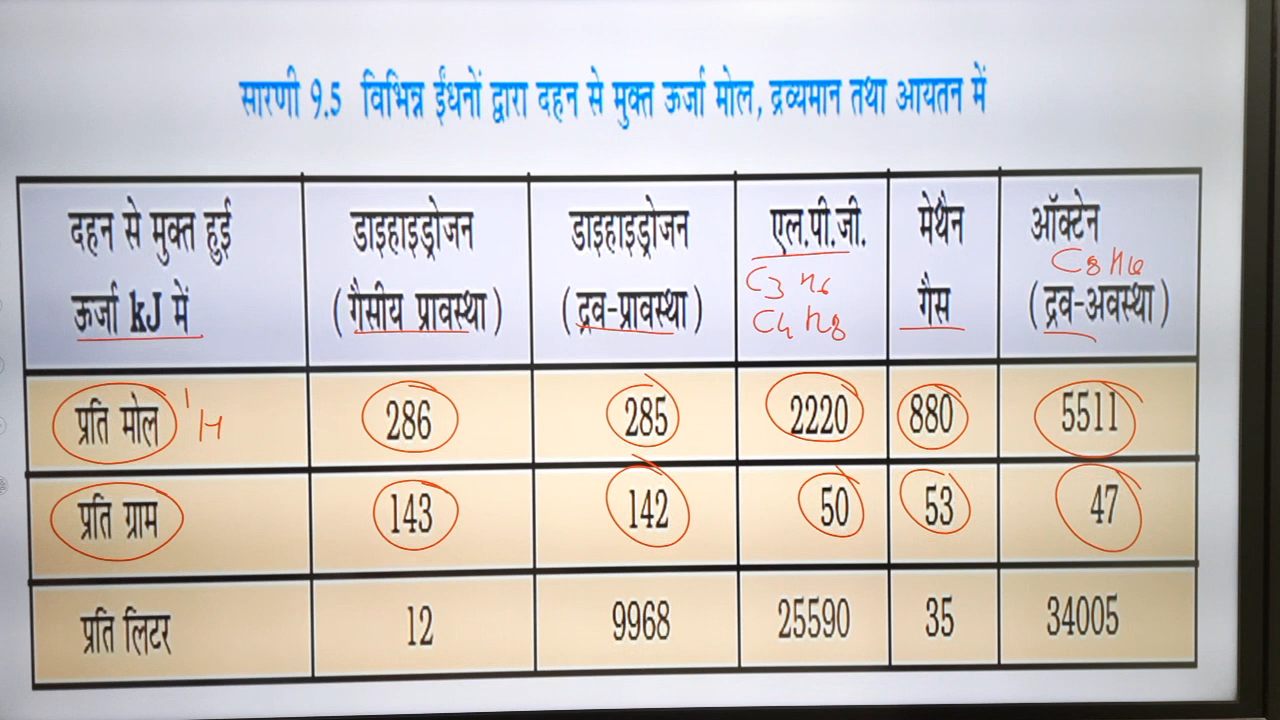 सारणी 9.5 विभिन्न ईंधनों द्वारा दहन से मुक्त ऊर्जा मोल, द्रव्यमान तथा आयतन में
दहन से मुक्त हुई ऊर्जा kJ में
डाइहाइड्रोजन (गैसीय प्रावस्था)
डाइहाइड्रोजन (द्रव-प्रावस्था)
एल.पी.जी.
C3 H6
C4 H8
मेथैन गैस
ऑक्टेन
C8 H16
(द्रव-अवस्था)
प्रति मोल 286 285 2220 880 5511
प्रति ग्राम 143 142 50 53 47
प्रति लिटर 12 9968 25590 35 34005